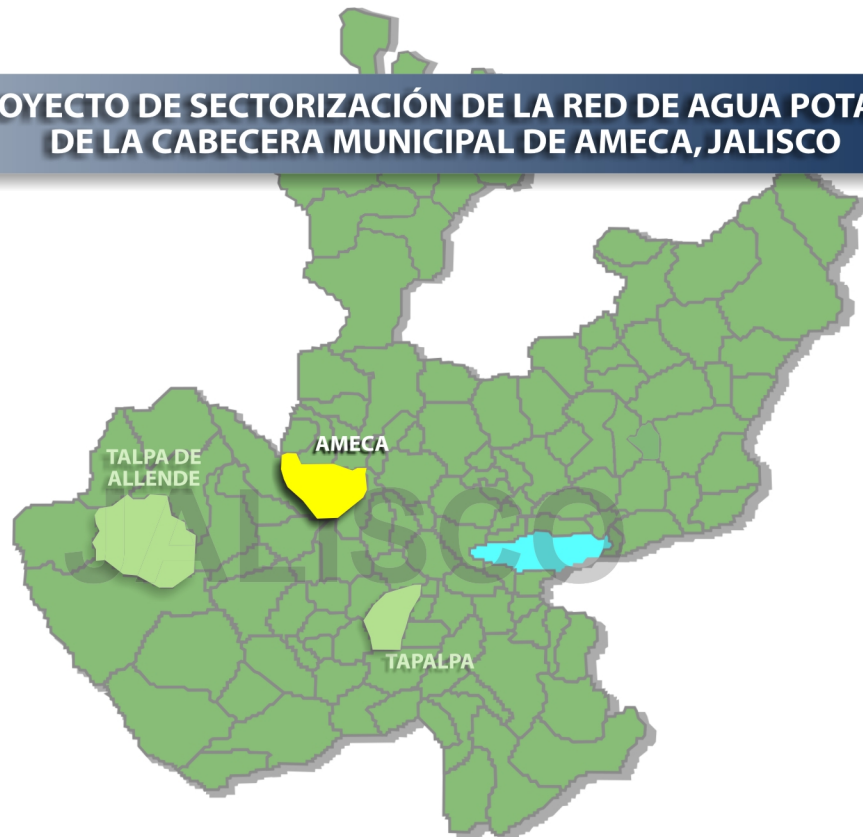 OYECTO DE SECTORIZACIÓN DE LA RED DE AGUA POTA
DE LA CABECERA MUNICIPAL DE AMECA, JALISCO
AMECA
TALPA DE
ALLENDE
JALISCO
TAPALPA